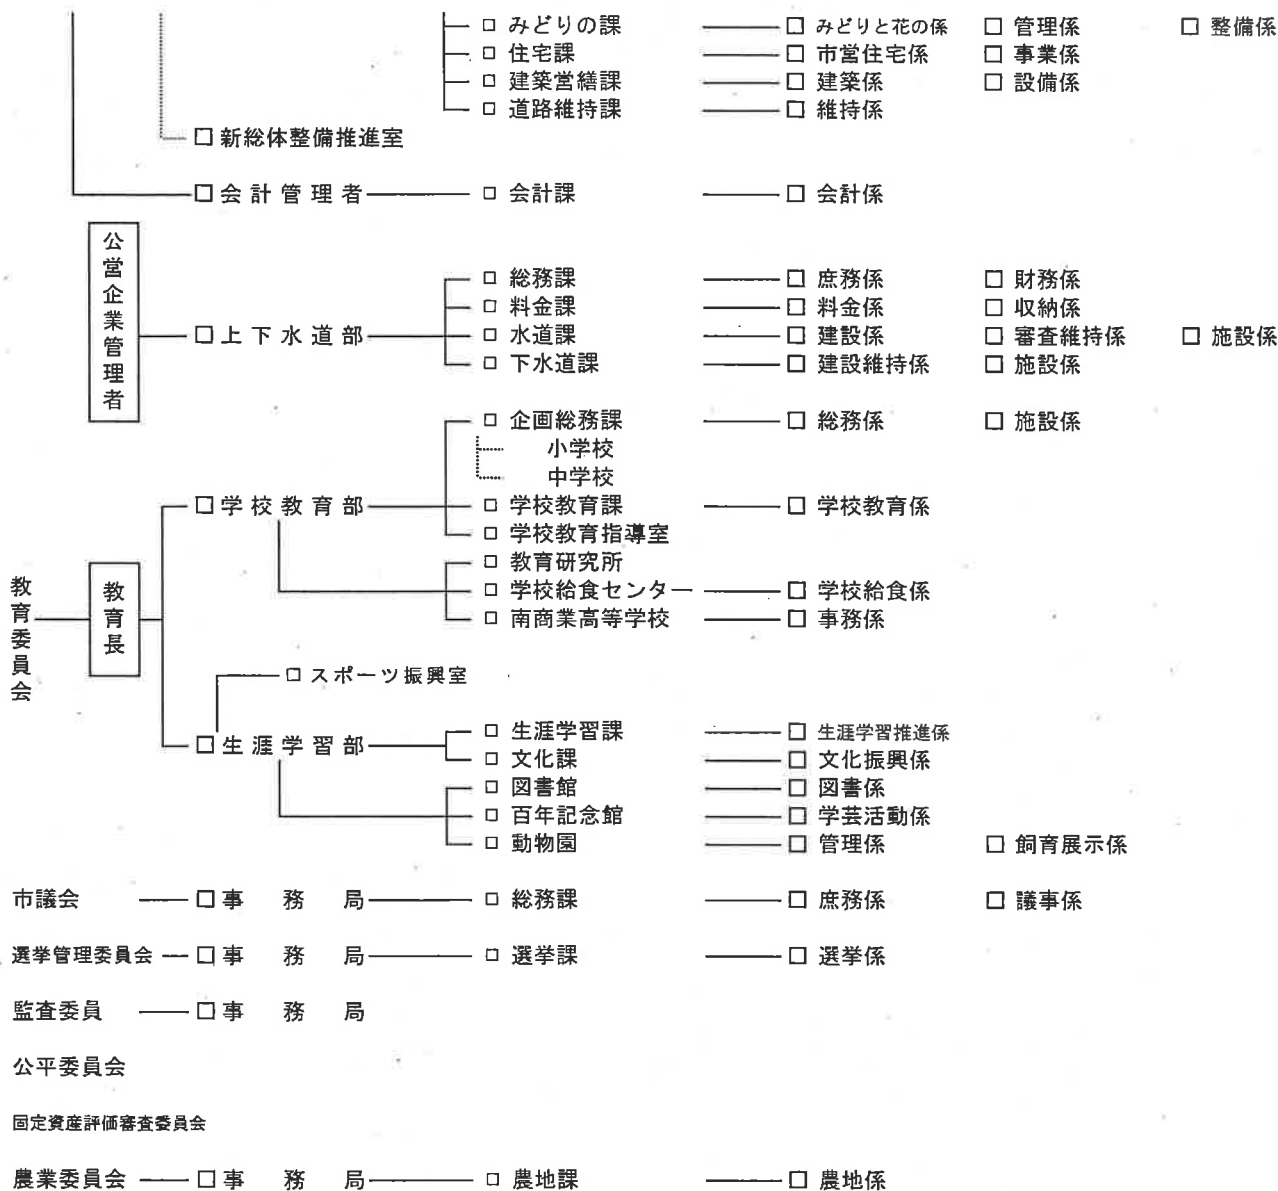 □ みどりの課 □ みどりと花の係 □ 管理係 □ 整備係
□ 住宅課 □ 市営住宅係 □ 事業係
□ 建築営繕課 □ 建築係 □ 設備係
□ 道路維持課 □ 維持係
□ 新総体整備推進室
□ 会計管理者 □ 会計課 □ 会計係
公営企業管理者
□ 総務課 □ 庶務係 □ 財務係
□ 料金課 □ 料金係 □ 収納係
□ 上下水道部 □ 水道課 □ 建設係 □ 審査維持係 □ 施設係
□ 下水道課 □ 建設維持係 □ 施設係
□ 企画総務課 □ 総務係 □ 施設係
小学校
中学校
□ 学校教育部 □ 学校教育課 □ 学校教育係
□ 学校教育指導室
□ 教育研究所
教育委員会
教育長
□ 学校給食センター □ 学校給食係
□ 南商業高等学校 □ 事務係
□ スポーツ振興室
□ 生涯学習課 □ 生涯学習推進係
□ 生涯学習部
□ 文化課 □ 文化振興係
□ 図書館 □ 図書係
□ 百年記念館 □ 学芸活動係
□ 動物園 □ 管理係 □ 飼育展示係
市議会 □ 事務局 □ 総務課 □ 庶務係 □ 議事係
選挙管理委員会 □ 事務局 □ 選挙課 □ 選挙係
監査委員 □ 事務局
公平委員会
固定資産評価審査委員会
農業委員会 □ 事務局 □ 農地課 □ 農地係